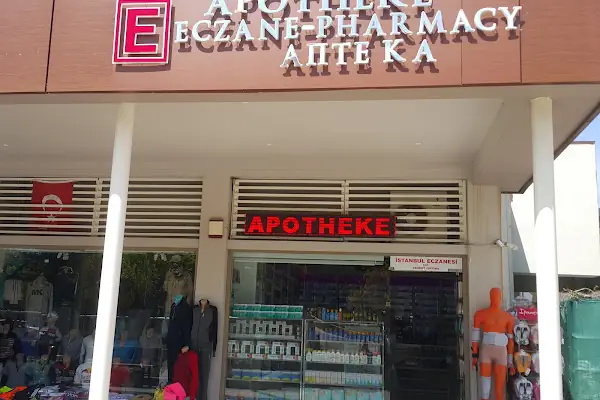 APOTHEKE
E
ECZANE-PHARMACY
АПТЕКА
APOTHEKE
İSTANBUL ECZANESİ